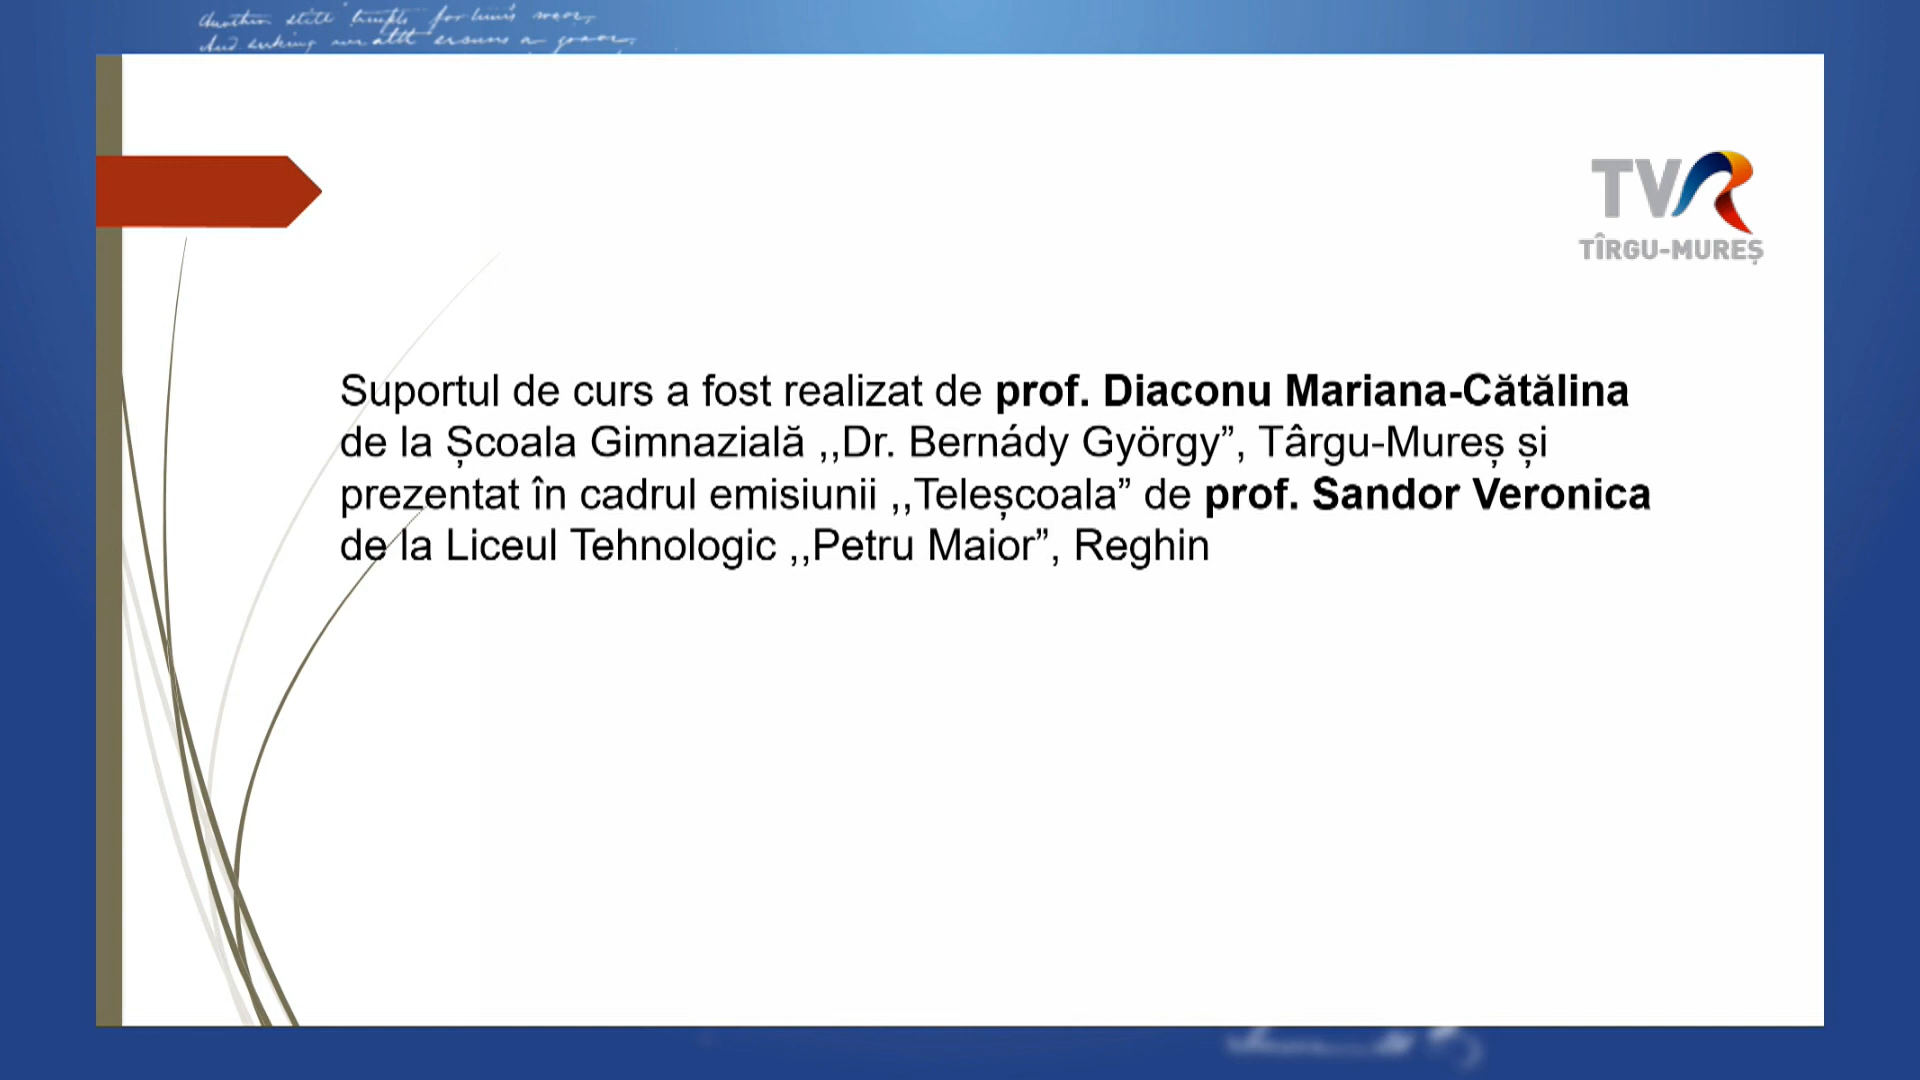 TVR
TÎRGU-MUREȘ
Suportul de curs a fost realizat de prof. Diaconu Mariana-Cătălina
de la Școala Gimnazială ,,Dr. Bernády György”, Târgu-Mureș și
prezentat în cadrul emisiunii ,,Teleșcoala” de prof. Sandor Veronica
de la Liceul Tehnologic ,,Petru Maior”, Reghin